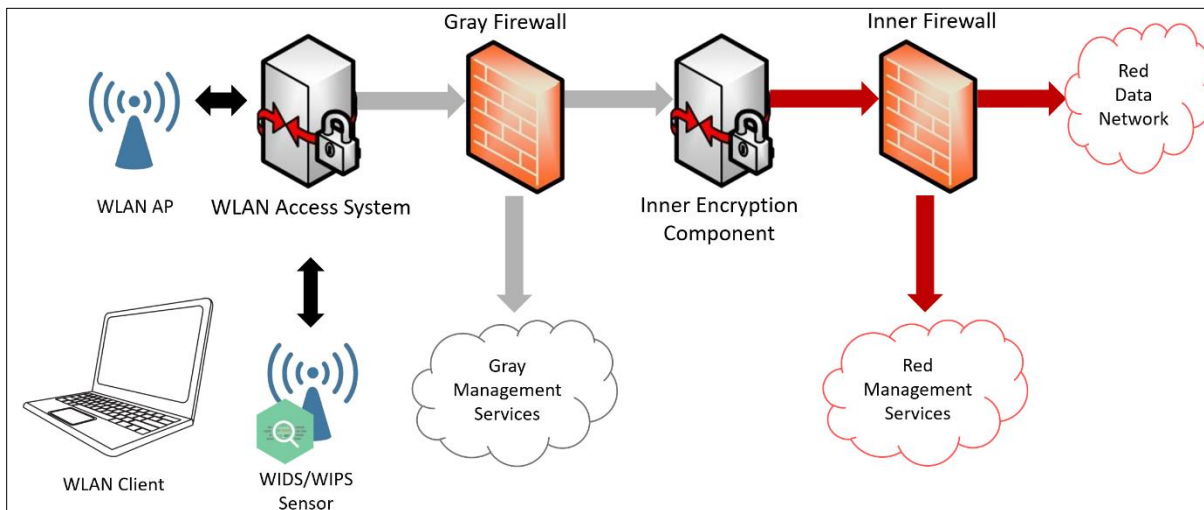 Gray Firewall
Inner Firewall
Red
Data
Network
WLAN AP
WLAN Access System
Inner Encryption
Component
Gray
Management
Services
Red
Management
Services
WLAN Client
WIDS/WIPS
Sensor